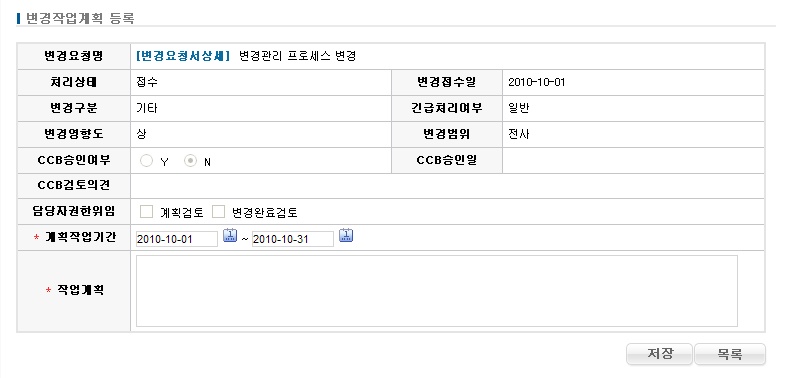 변경작업계획 등록
변경요청명 [변경요청서상세] 변경관리 프로세스 변경
처리상태 접수 변경접수일 2010-10-01
변경구분 기타 긴급처리여부 일반
변경영향도 상 변경범위 전사
CCB승인여부 Y N CCB승인일
CCB검토의견
담당자권한위임 계획검토 변경완료검토
* 계획작업기간 2010-10-01 ~ 2010-10-31
* 작업계획
저장 목록